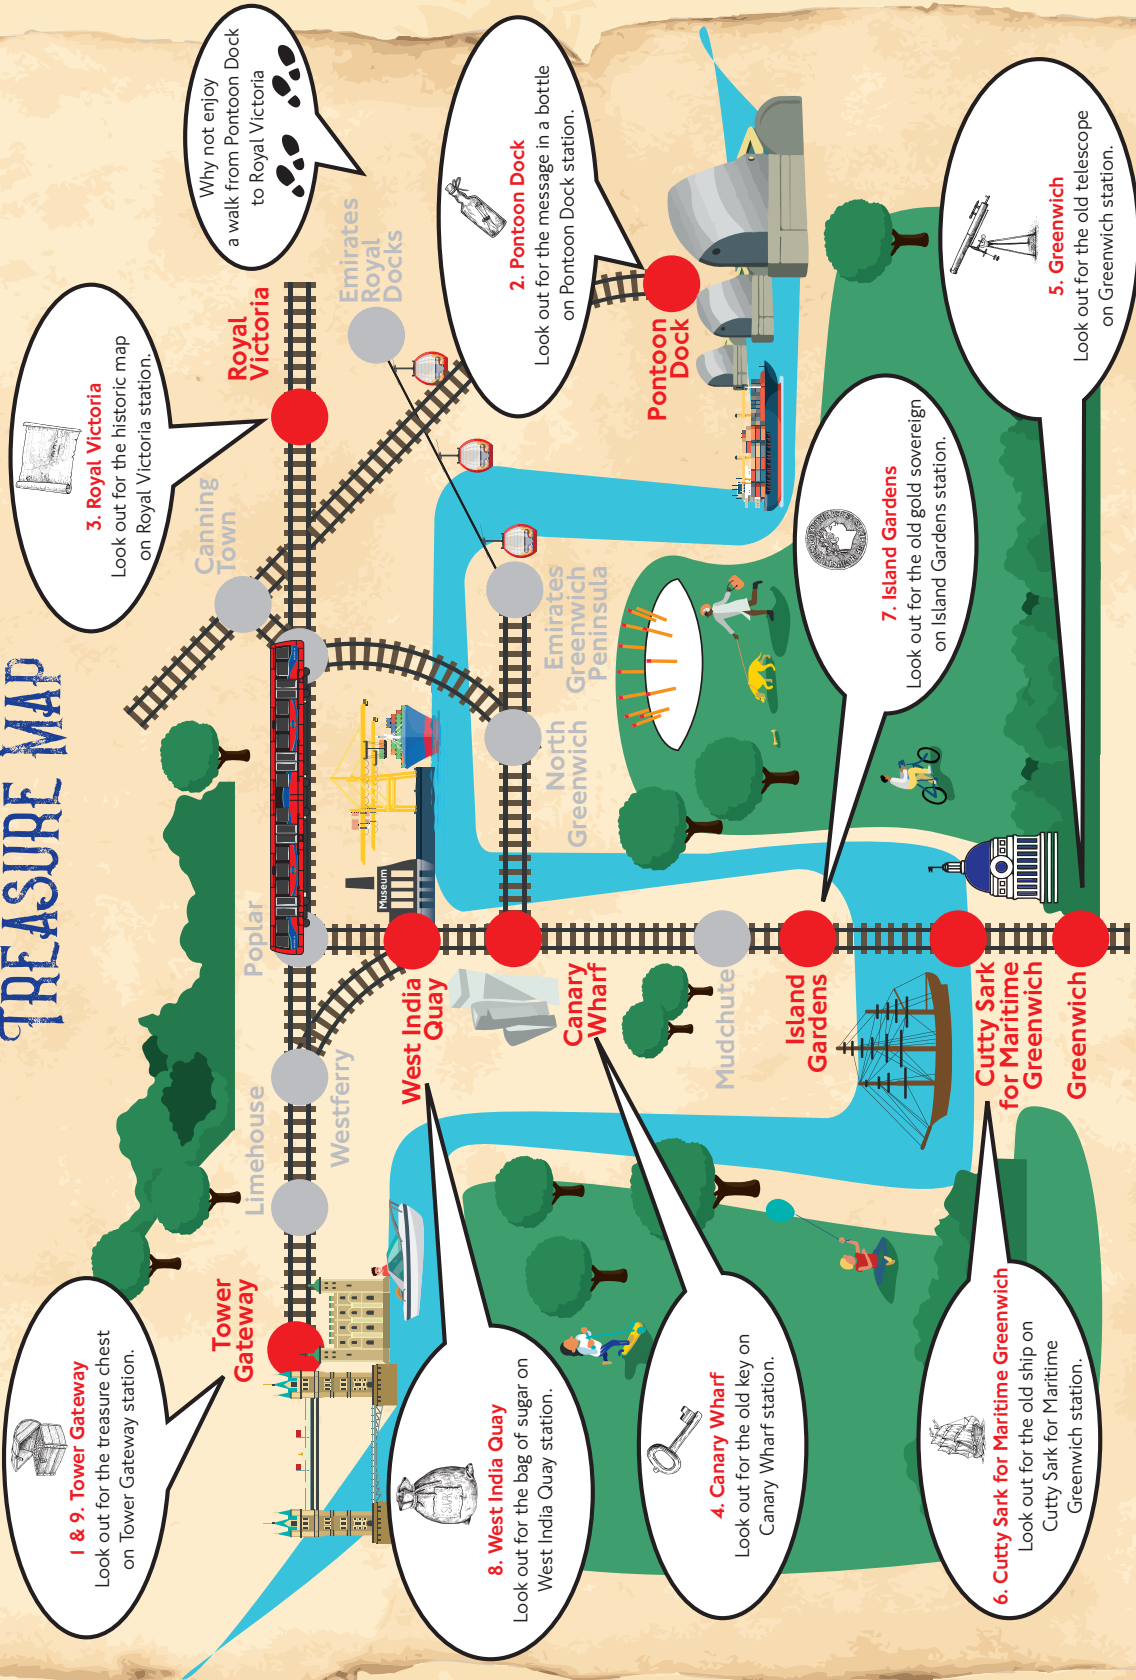 TREASURE MAP
1 & 9. Tower Gateway
Look out for the treasure chest
on Tower Gateway station.
3. Royal Victoria
Look out for the historic map
on Royal Victoria station.
Why not enjoy
a walk from Pontoon Dock
to Royal Victoria
Tower
Gateway
Limehouse
Westferry
Poplar
Canning
Town
Royal
Victoria
Emirates
Royal
Docks
2. Pontoon Dock
Look out for the message in a bottle
on Pontoon Dock station.
Museum
West India
Quay
8. West India Quay
Look out for the bag of sugar on
West India Quay station.
SUGAR
Canary
Wharf
North
Greenwich
Emirates
Greenwich
Peninsula
Pontoon
Dock
4. Canary Wharf
Look out for the old key on
Canary Wharf station.
Mudchute
Island
Gardens
7. Island Gardens
Look out for the old gold sovereign
on Island Gardens station.
Cutty Sark
for Maritime
Greenwich
Greenwich
6. Cutty Sark for Maritime Greenwich
Look out for the old ship on
Cutty Sark for Maritime
Greenwich station.
5. Greenwich
Look out for the old telescope
on Greenwich station.